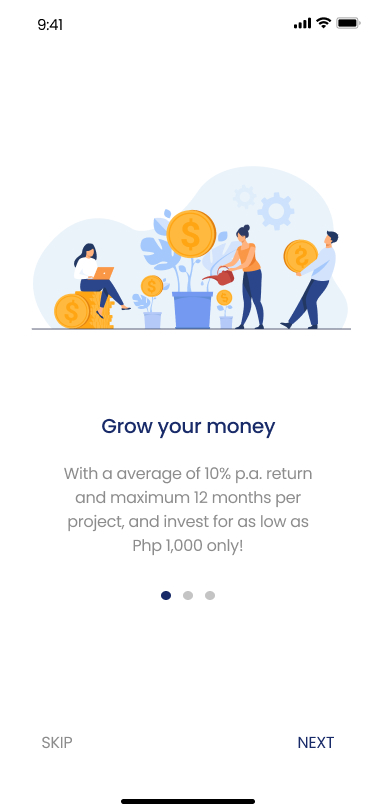 9:41
$
$
$
$
$
Grow your money
With a average of 10% p.a. return
and maximum 12 months per
project, and invest for as low as
Php 1,000 only!
SKIP
NEXT